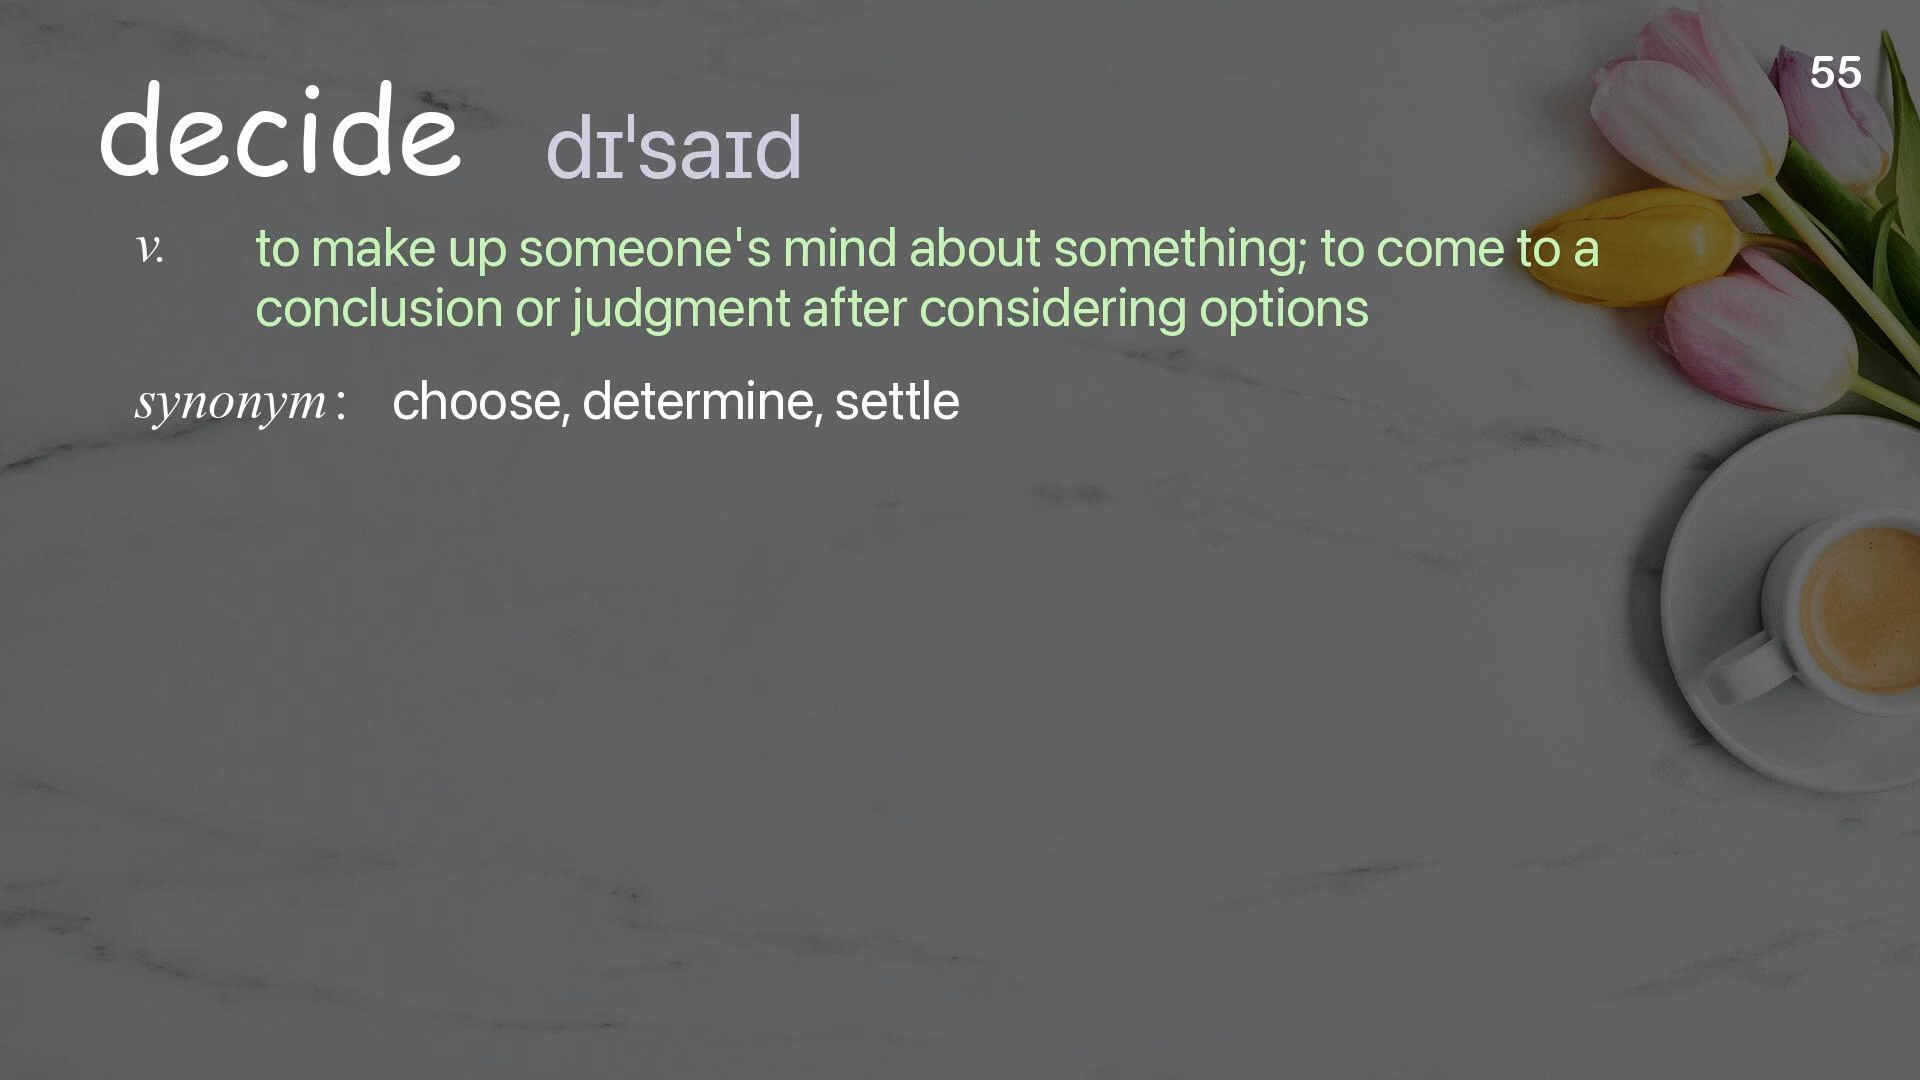 55
decide dɪˈsaɪd
v. to make up someone's mind about something; to come to a
conclusion or judgment after considering options
synonym: choose, determine, settle